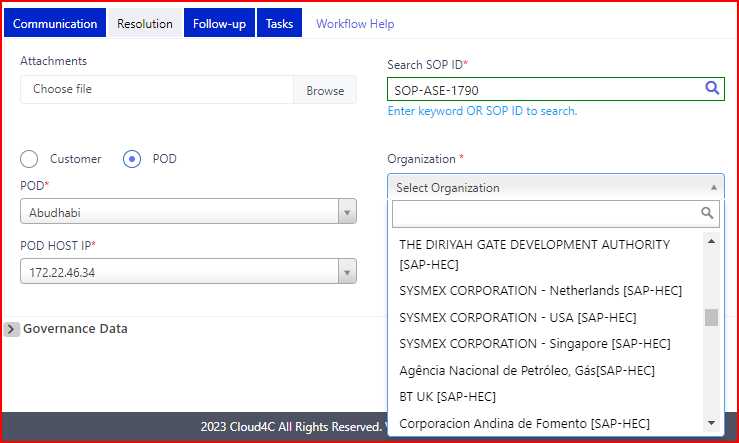 Communication
Resolution
Follow-up
Tasks
Workflow Help
Attachments
Choose file
Browse
Search SOP ID*
SOP-ASE-1790
Enter keyword OR SOP ID to search.
Customer
POD
POD*
Abudhabi
POD HOST IP*
172.22.46.34
Organization *
Select Organization
THE DIRIYAH GATE DEVELOPMENT AUTHORITY
[SAP-HEC]
SYSMEX CORPORATION - Netherlands [SAP-HEC]
SYSMEX CORPORATION - USA [SAP-HEC]
SYSMEX CORPORATION - Singapore [SAP-HEC]
Agência Nacional de Petróleo, Gás[SAP-HEC]
BT UK [SAP-HEC]
Corporacion Andina de Fomento [SAP-HEC]
Governance Data
2023 Cloud4C All Rights Reserved.